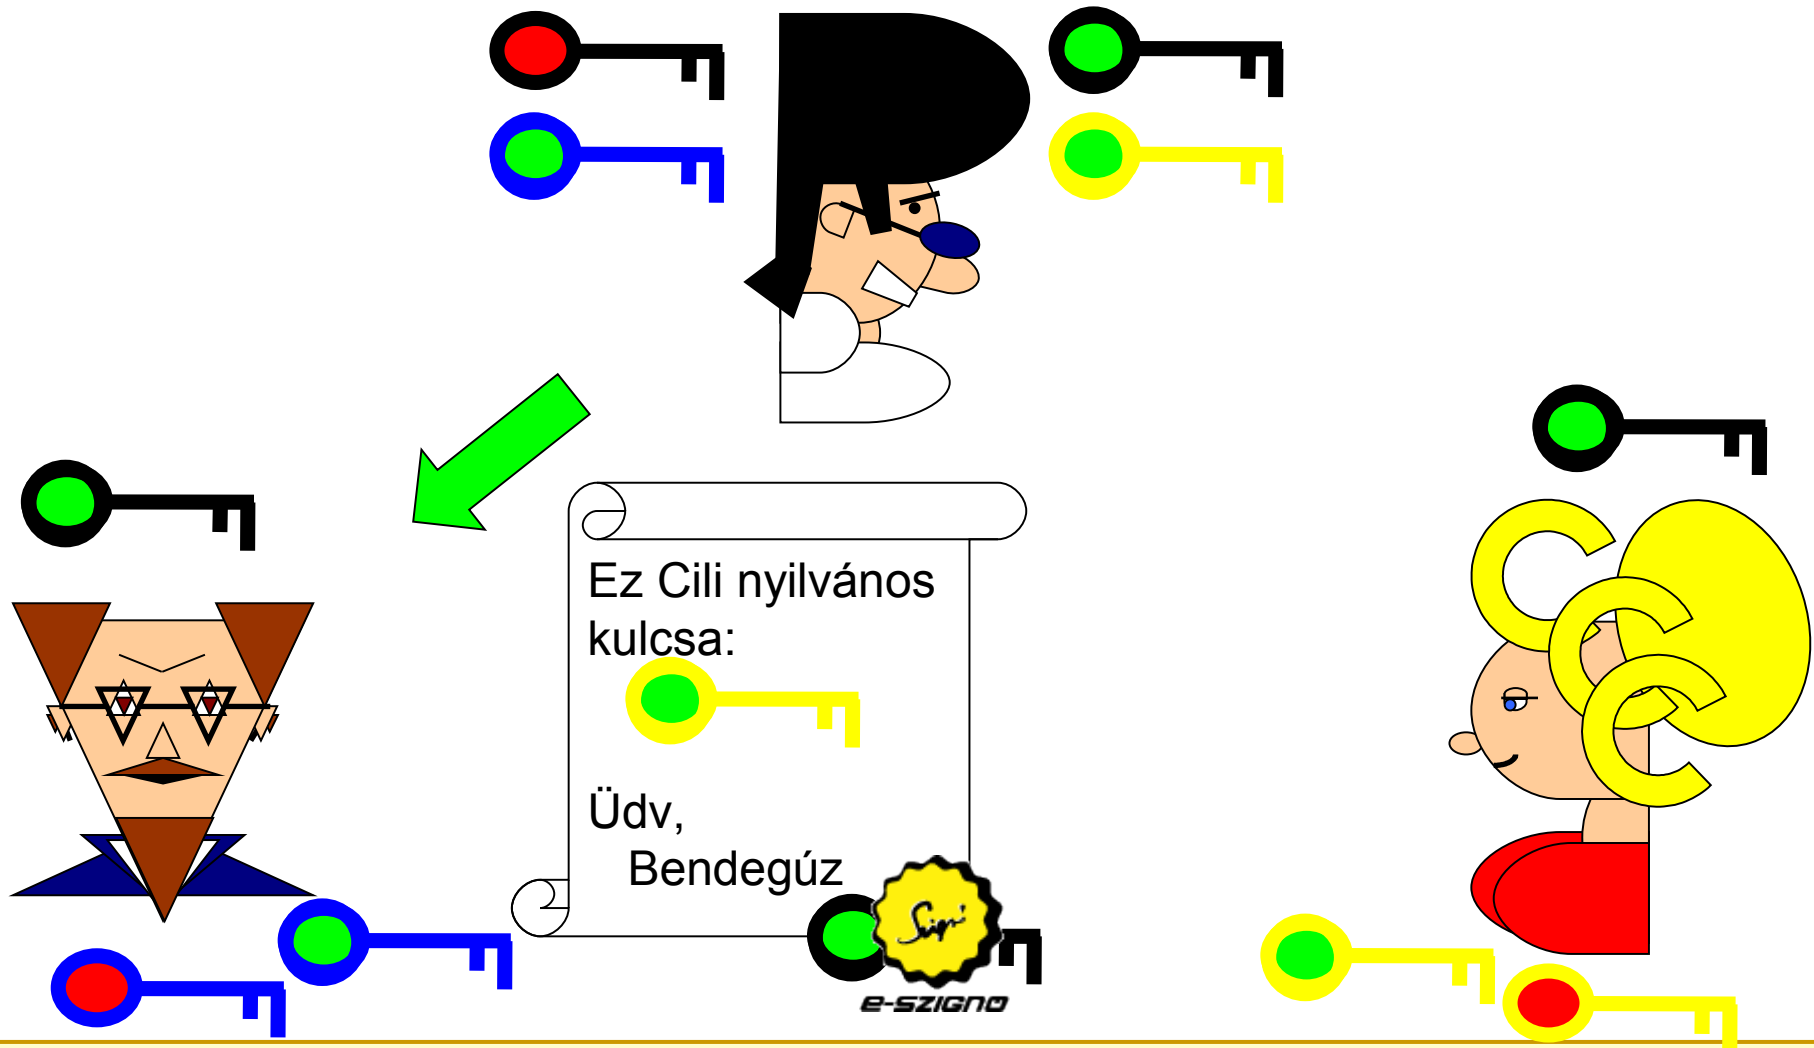 Ez Cili nyilvános
kulcsa:
Üdv,
Bendegúz
e-SZIGNO